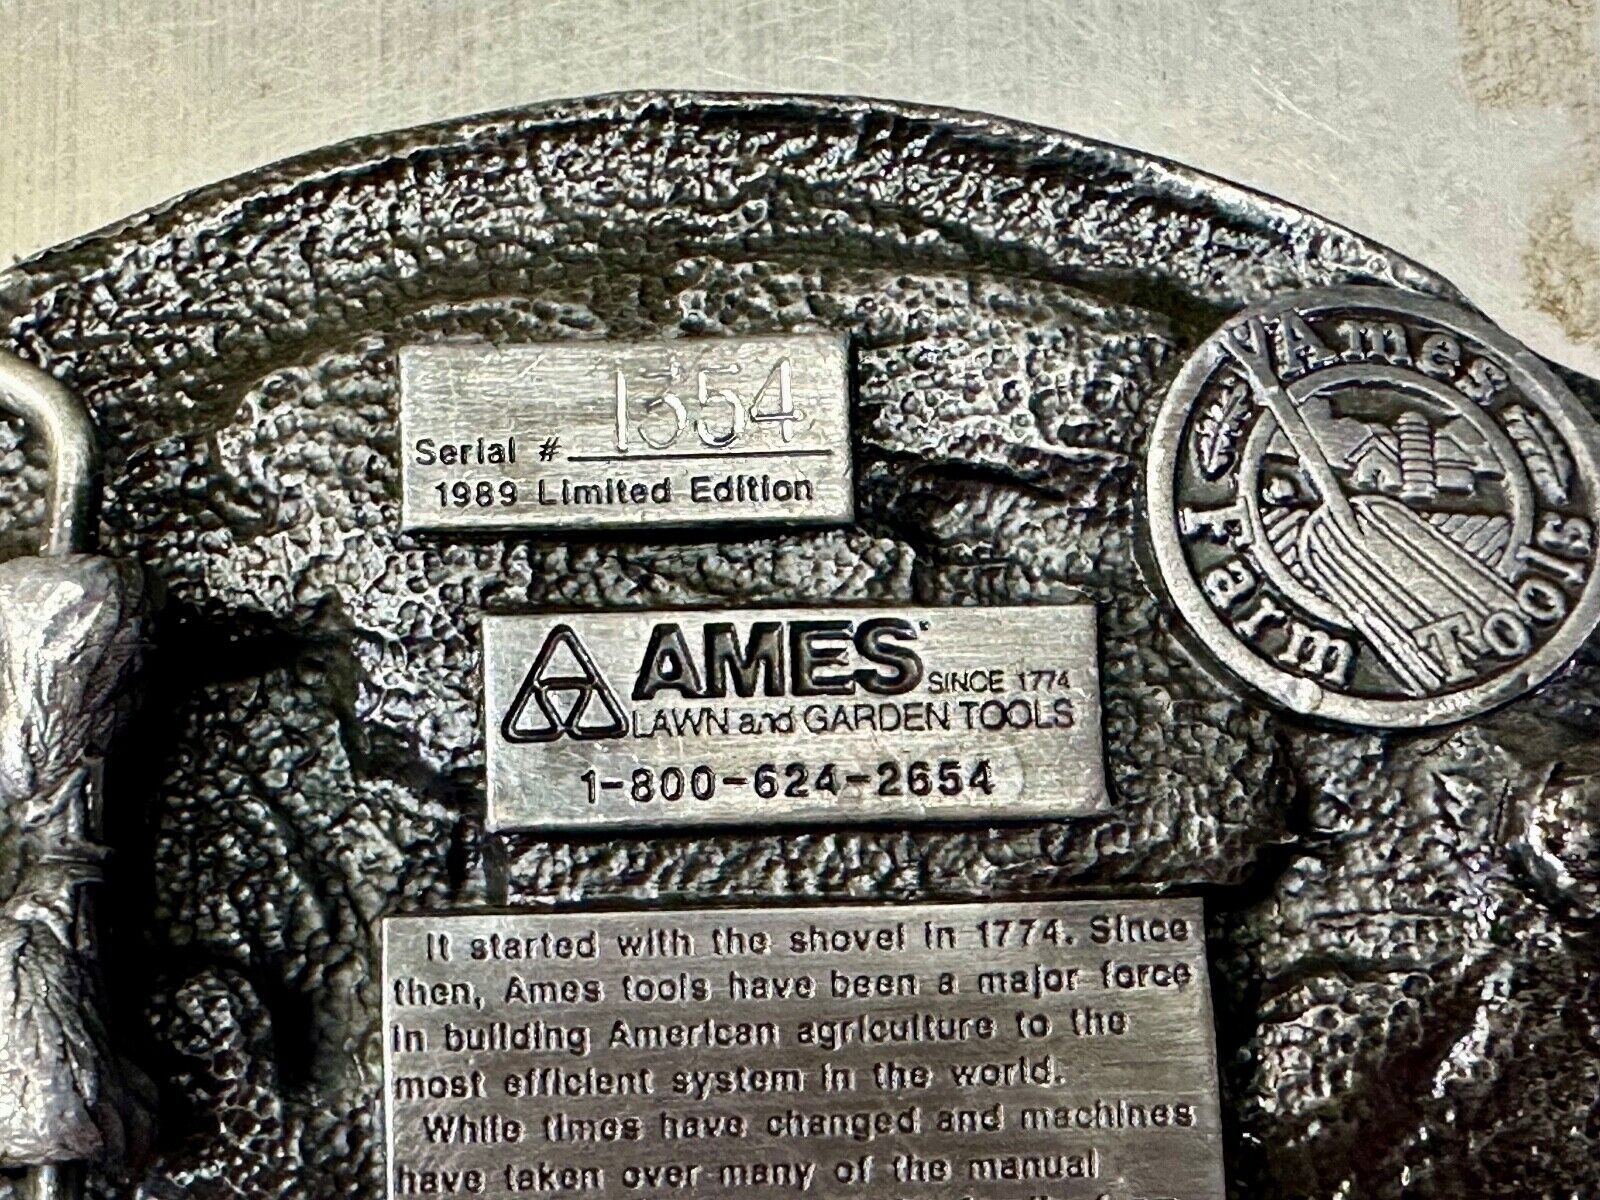 Serial # 1354
1989 Limited Edition
Ames
Farm Tools
AMES SINCE 1774
LAWN and GARDEN TOOLS
1-800-624-2654
It started with the shovel in 1774. Since
then, Ames tools have been a major force
in building American agriculture to the
most efficient system in the world.
While times have changed and machines
have taken over many of the manual